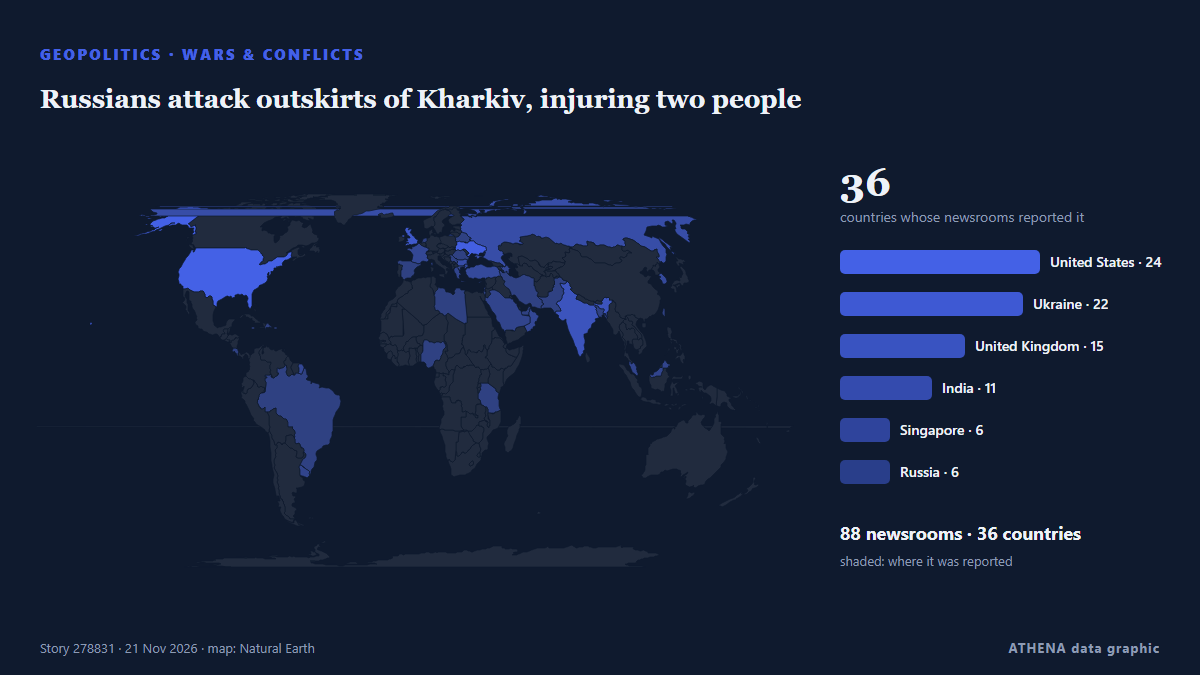 GEOPOLITICS · WARS & CONFLICTS
Russians attack outskirts of Kharkiv, injuring two people
36
countries whose newsrooms reported it
United States · 24
Ukraine · 22
United Kingdom · 15
India · 11
Singapore · 6
Russia · 6
88 newsrooms · 36 countries
shaded: where it was reported
Story 278831 · 21 Nov 2026 · map: Natural Earth
ATHENA data graphic